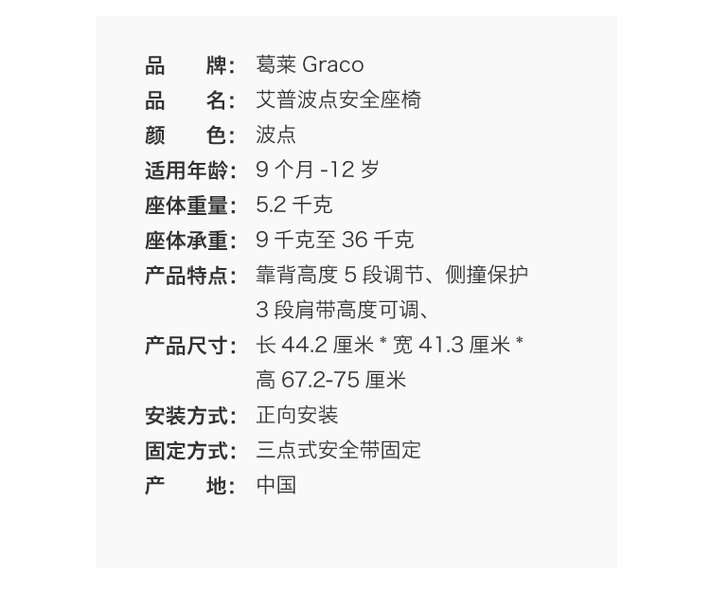 品 牌： 葛莱 Graco
品 名： 艾普波点安全座椅
颜 色： 波点
适用年龄： 9 个月 -12 岁
座体重量： 5.2 千克
座体承重： 9 千克至 36 千克
产品特点： 靠背高度 5 段调节、侧撞保护
3 段肩带高度可调、
产品尺寸： 长 44.2 厘米 * 宽 41.3 厘米 *
高 67.2-75 厘米
安装方式： 正向安装
固定方式： 三点式安全带固定
产 地： 中国